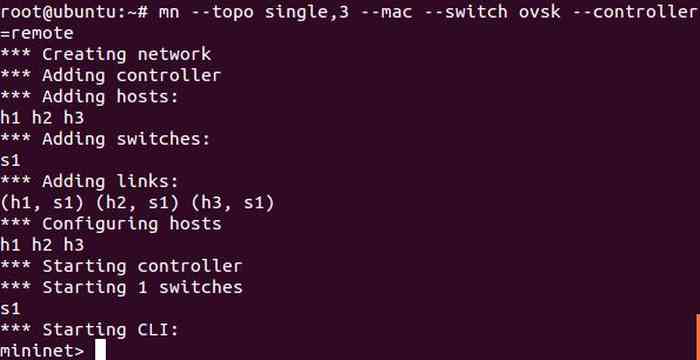 root@ubuntu:~# mn --topo single,3 --mac --switch ovsk --controller
=remote
*** Creating network
*** Adding controller
*** Adding hosts:
h1 h2 h3
*** Adding switches:
s1
*** Adding links:
(h1, s1) (h2, s1) (h3, s1)
*** Configuring hosts
h1 h2 h3
*** Starting controller
*** Starting 1 switches
s1
*** Starting CLI:
mininet>